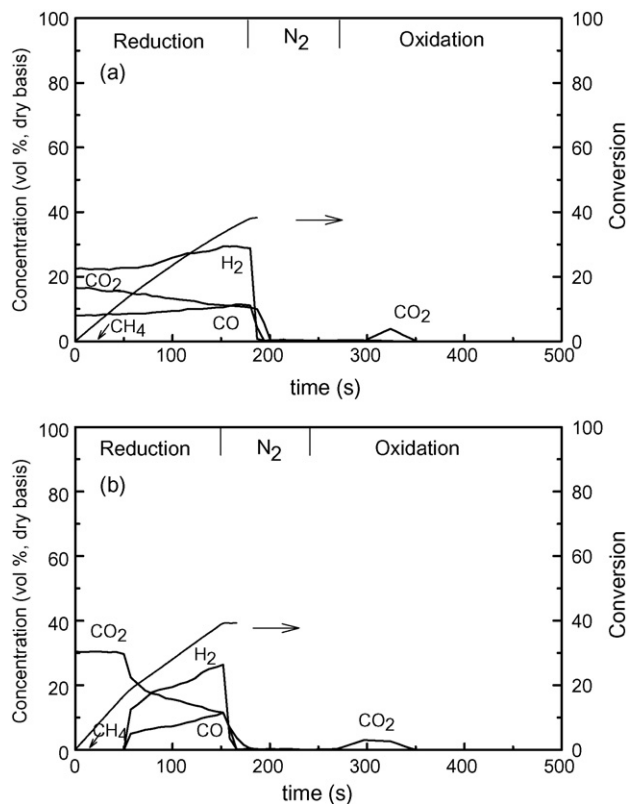 Reduction | N2 | Oxidation
(a)
Concentration (vol %, dry basis)
Conversion
100
80
60
40
20
0
100
80
60
40
20
0
H2
CO2
CH4
CO
CO2
0 100 200 300 400 500
time (s)
Reduction | N2 | Oxidation
(b)
Concentration (vol %, dry basis)
Conversion
100
80
60
40
20
0
100
80
60
40
20
0
CO2
H2
CH4
CO
CO2
0 100 200 300 400 500
time (s)